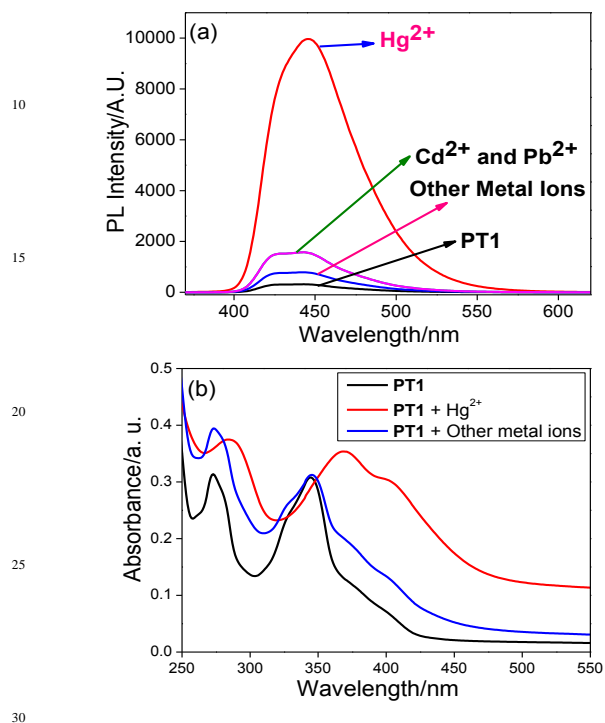 (a)
Hg²⁺
Cd²⁺ and Pb²⁺
Other Metal Ions
PT1
PL Intensity/A.U.
10000
8000
6000
4000
2000
0
400 450 500 550 600
Wavelength/nm
(b)
PT1
PT1 + Hg²⁺
PT1 + Other metal ions
Absorbance/a. u.
0.5
0.4
0.3
0.2
0.1
0.0
250 300 350 400 450 500 550
Wavelength/nm
10
15
20
25
30